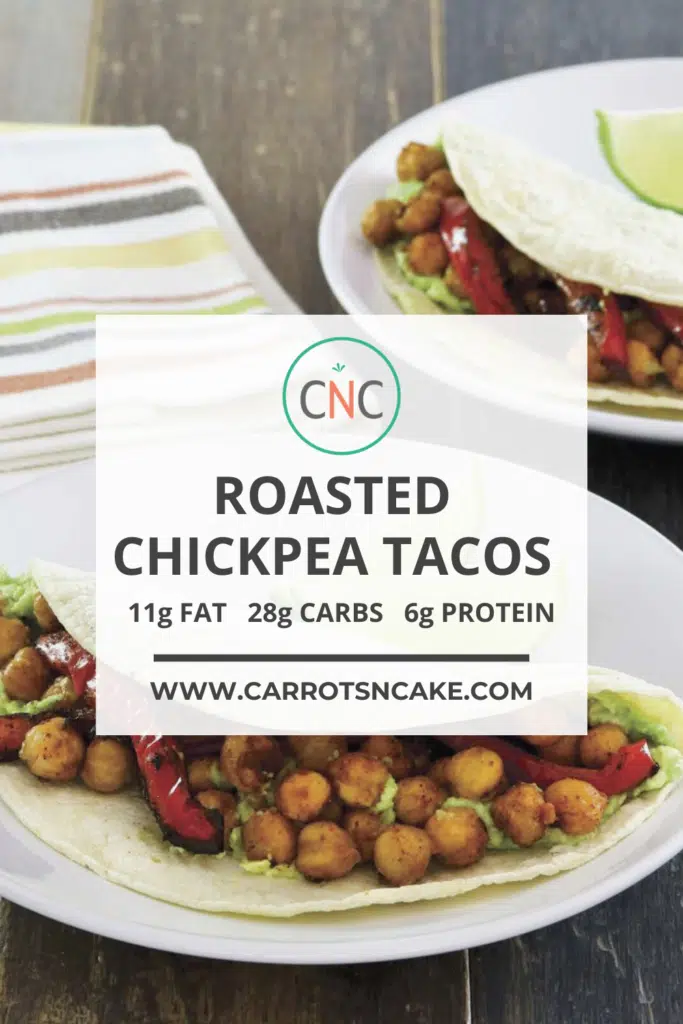 CNC
ROASTED
CHICKPEA TACOS
11g FAT 28g CARBS 6g PROTEIN
WWW.CARROTSNCAKE.COM